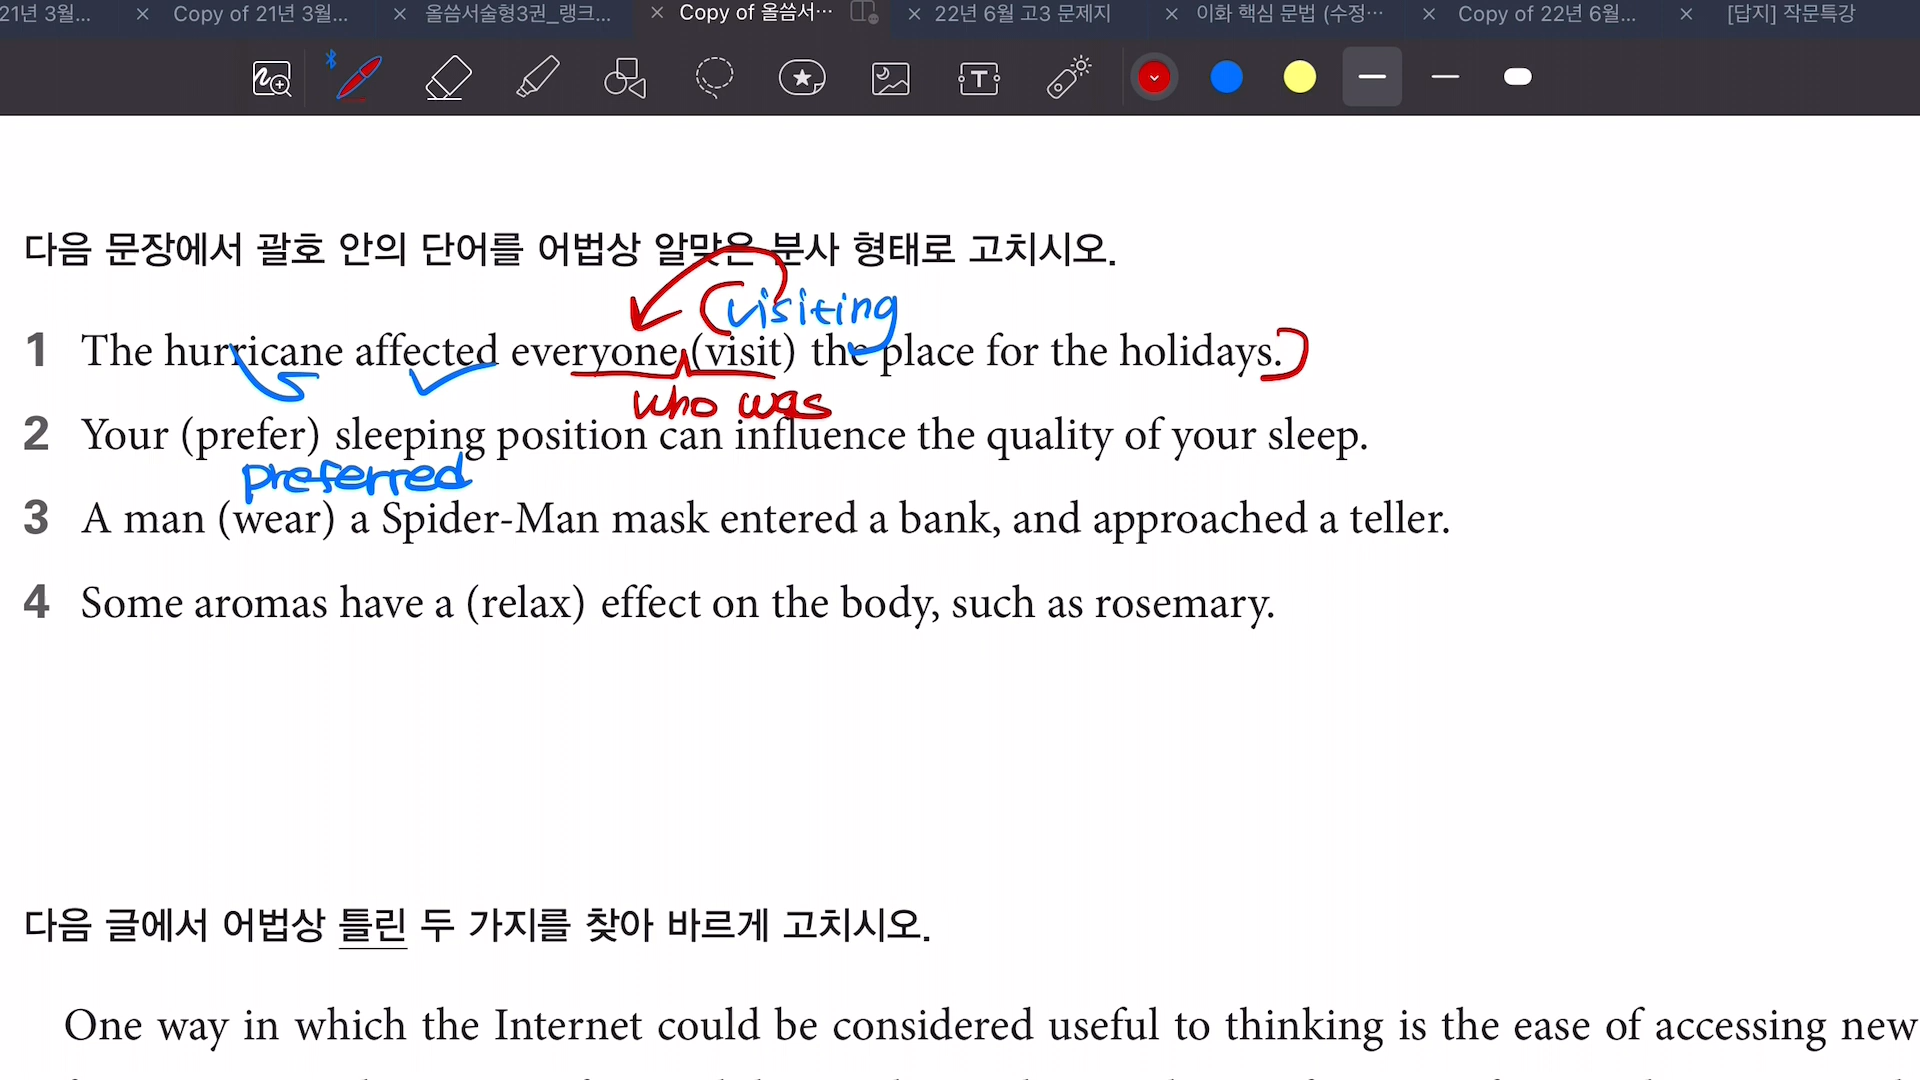 21년 3월... × Copy of 21년 3월... × 올씀서술형3권_랭크... × Copy of 올씀서... × 22년 6월 고3 문제지 × 이화 핵심 문법 (수정... × Copy of 22년 6월... × [답지] 작문특강
다음 문장에서 괄호 안의 단어를 어법상 알맞은 분사 형태로 고치시오.
visiting
1 The hurricane affected everyone (visit) the place for the holidays.
who was
2 Your (prefer) sleeping position can influence the quality of your sleep.
preferred
3 A man (wear) a Spider-Man mask entered a bank, and approached a teller.
4 Some aromas have a (relax) effect on the body, such as rosemary.
다음 글에서 어법상 틀린 두 가지를 찾아 바르게 고치시오.
One way in which the Internet could be considered useful to thinking is the ease of accessing new